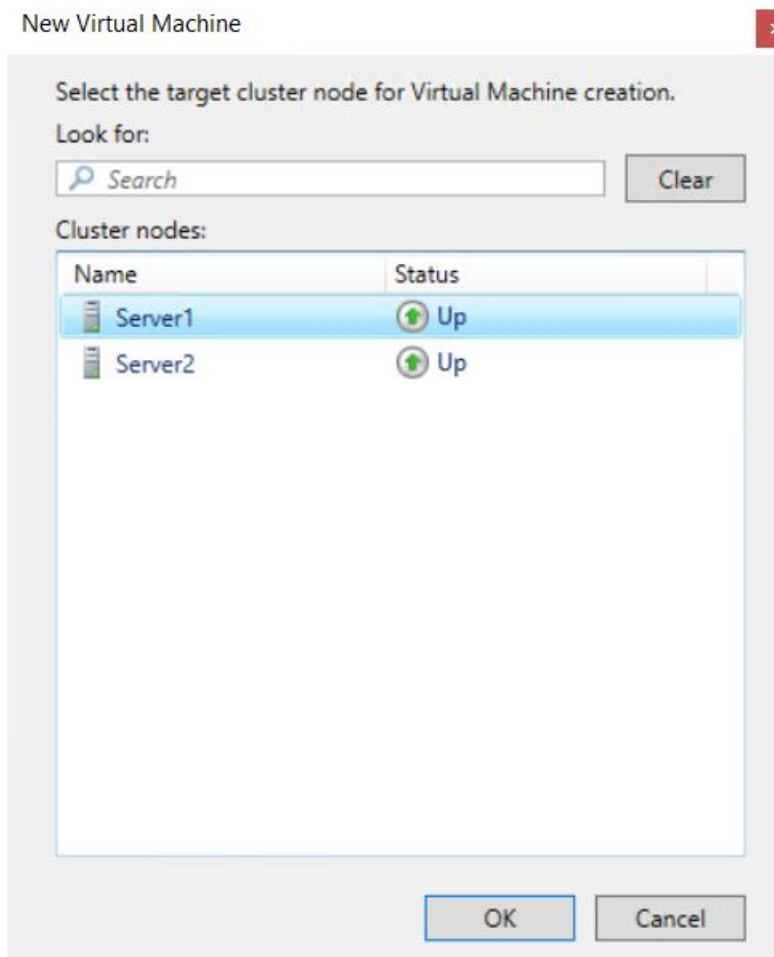 New Virtual Machine
Select the target cluster node for Virtual Machine creation.
Look for:
Search Clear
Cluster nodes:
Name Status
Server1 Up
Server2 Up
OK Cancel